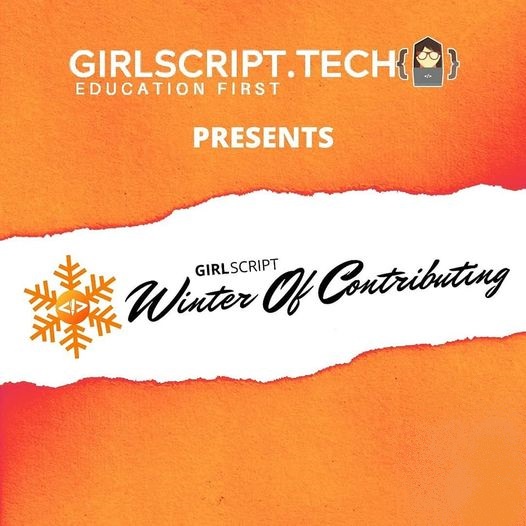 GIRLSCRIPT.TECH
EDUCATION FIRST
PRESENTS
GIRLSCRIPT
Winter Of Contributing